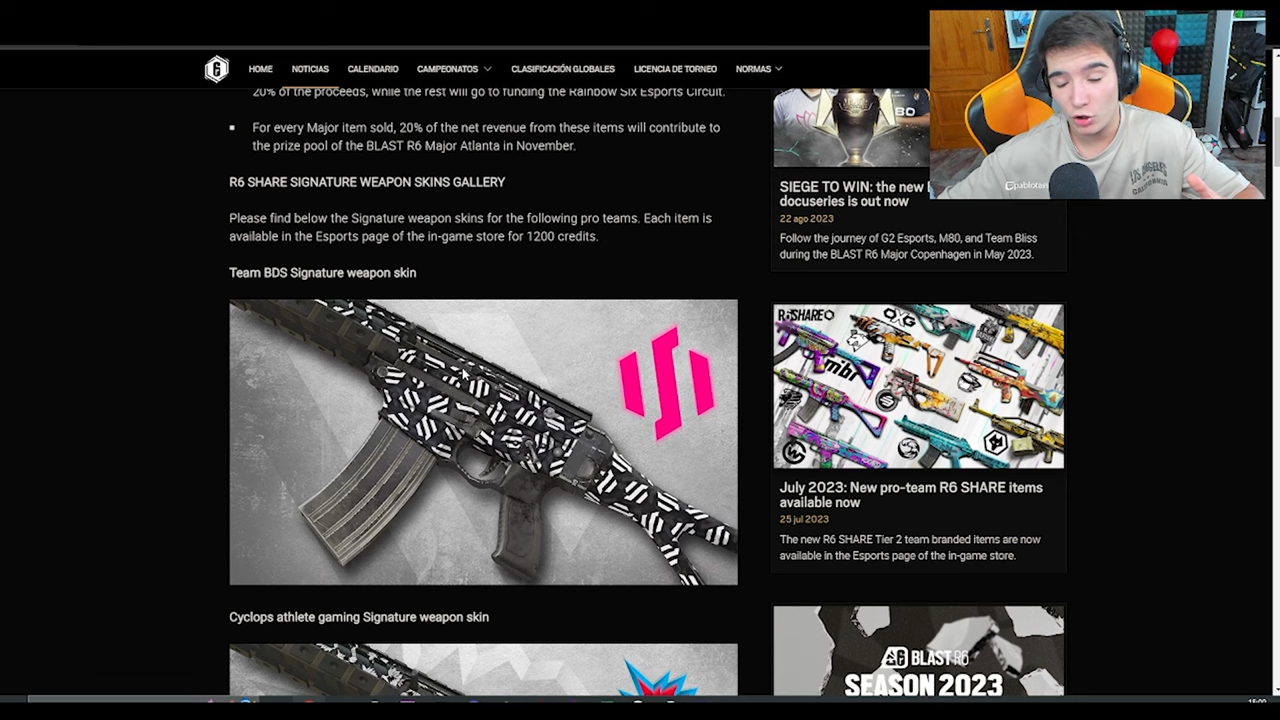 HOME
NOTICIAS
CALENDARIO
CAMPEONATOS
CLASIFICACIÓN GLOBALES
LICENCIA DE TORNEO
NORMAS
20% of the proceeds, while the rest will go to funding the Rainbow Six Esports Circuit.
For every Major item sold, 20% of the net revenue from these items will contribute
the prize pool of the BLAST R6 Major Atlanta in November.
R6 SHARE SIGNATURE WEAPON SKINS GALLERY
Please find below the Signature weapon skins for the following pro teams. Each item is
available in the Esports page of the in-game store for 1200 credits.
Team BDS Signature weapon skin
Cyclops athlete gaming Signature weapon skin
80
SIEGE TO WIN: the new
docuseries is out now
22 ago 2023
Follow the journey of G2 Esports, M80, and Team Bliss
during the BLAST R6 Major Copenhagen in May 2023.
R6SHARE
OXG
mibr
July 2023: New pro-team R6 SHARE items
available now
25 jul 2023
The new R6 SHARE Tier 2 team branded items are now
available in the Esports page of the in-game store.
BLAST R6
SEASON 2023
LOS ANGELES
CALIFORNIA
15:00